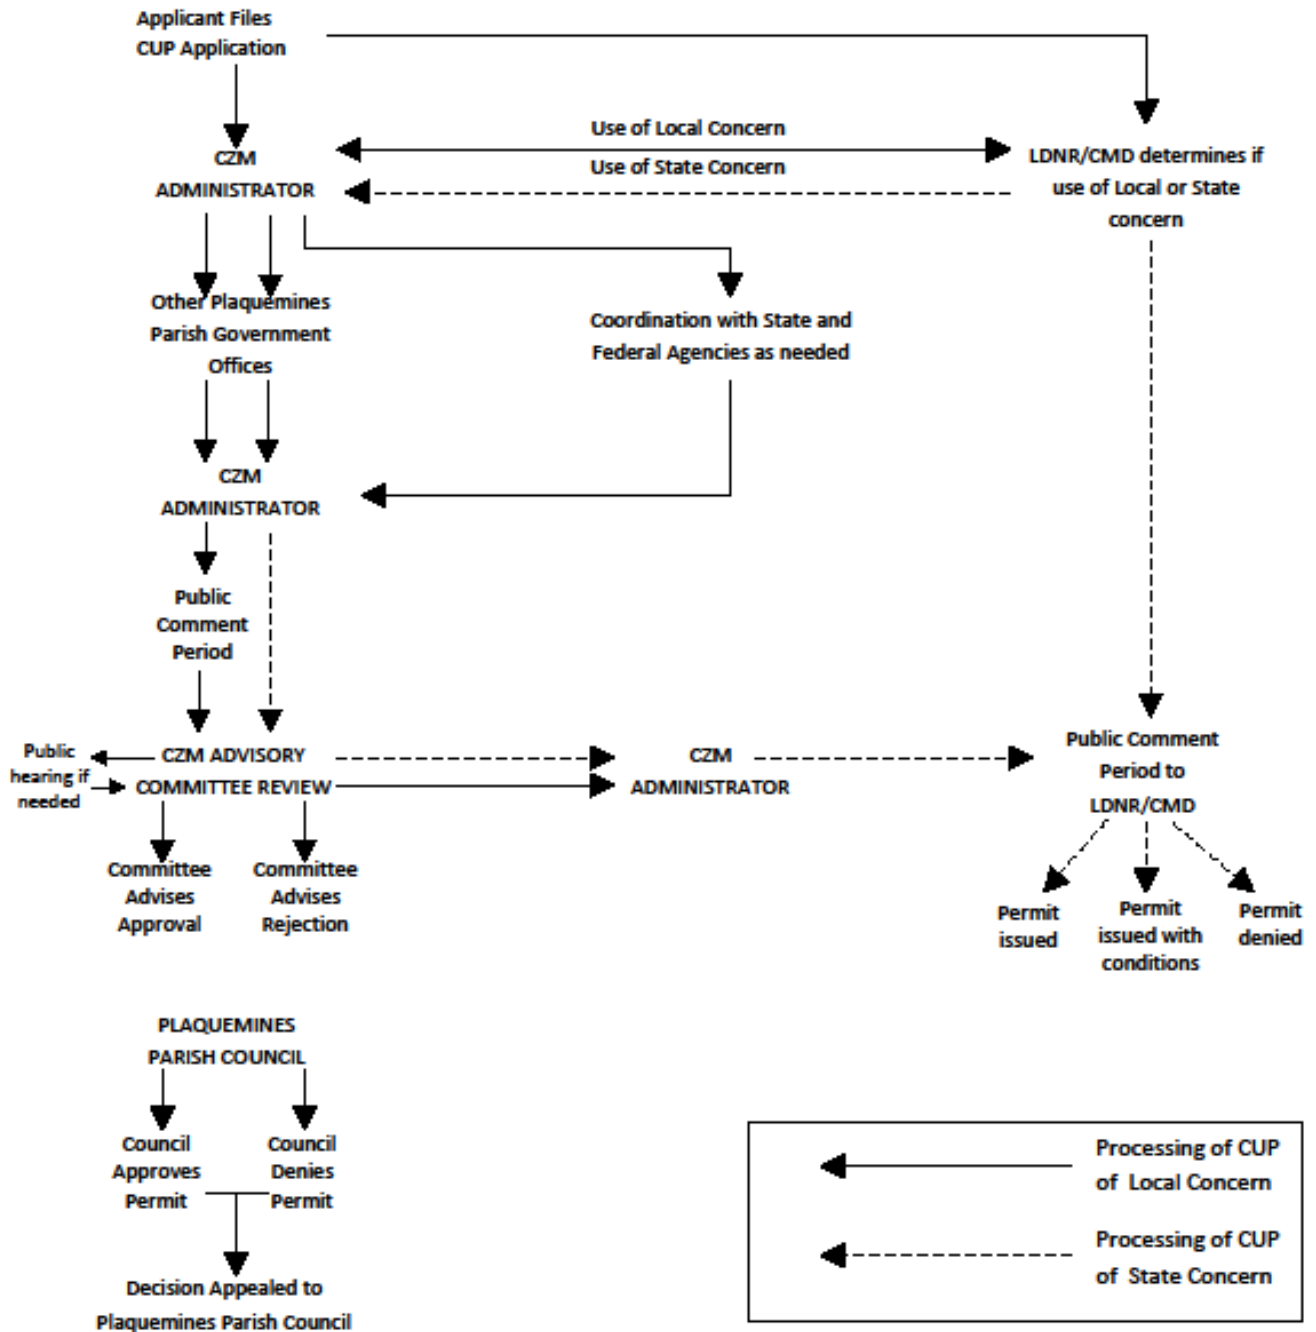 Applicant Files
CUP Application
Use of Local Concern
Use of State Concern
CZM
ADMINISTRATOR
LDNR/CMD determines if
use of Local or State
concern
Other Plaquemines
Parish Government
Offices
Coordination with State and
Federal Agencies as needed
CZM
ADMINISTRATOR
Public
Comment
Period
Public
hearing if
needed
CZM ADVISORY
COMMITTEE REVIEW
CZM
ADMINISTRATOR
Public Comment
Period to
LDNR/CMD
Committee
Advises
Approval
Committee
Advises
Rejection
Permit
issued
Permit
issued with
conditions
Permit
denied
PLAQUEMINES
PARISH COUNCIL
Council
Approves
Permit
Council
Denies
Permit
Decision Appealed to
Plaquemines Parish Council
Processing of CUP
of Local Concern
Processing of CUP
of State Concern